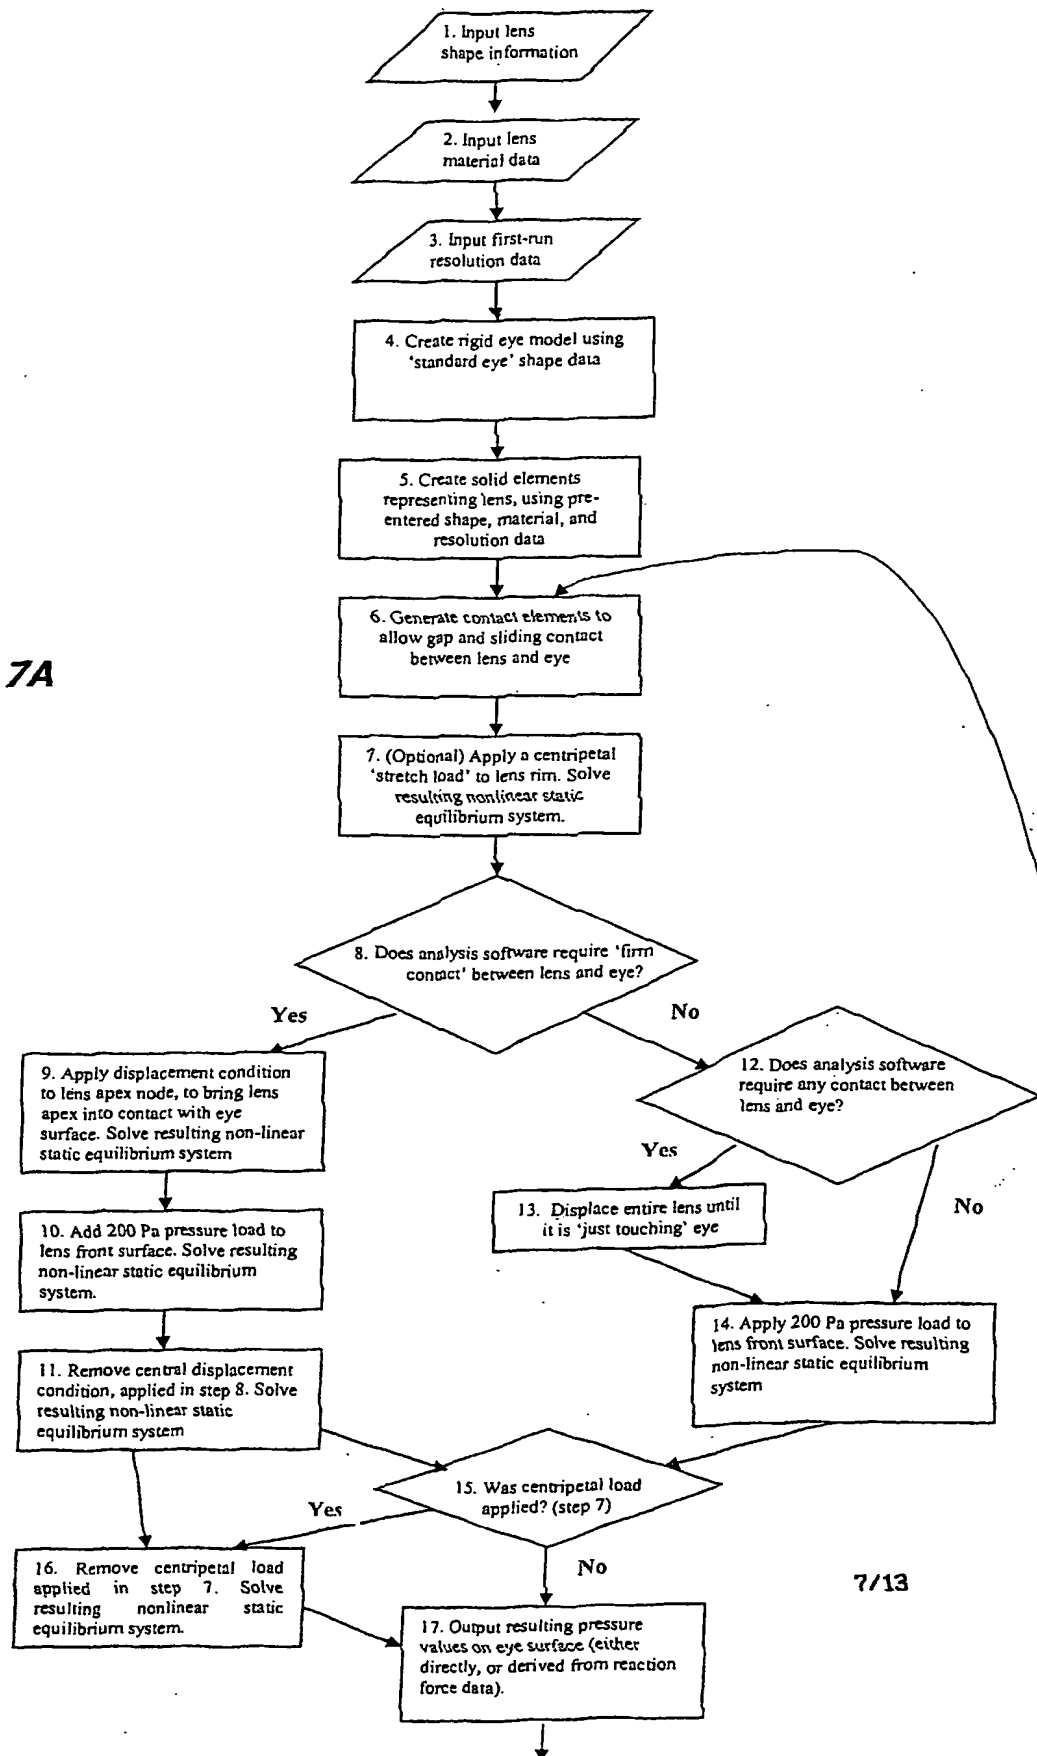 1. Input lens
shape information
2. Input lens
material data
3. Input first-run
resolution data
4. Create rigid eye model using
'standard eye' shape data
5. Create solid elements
representing lens, using pre-
entered shape, material, and
resolution data
6. Generate contact elements to
allow gap and sliding contact
between lens and eye
7A
7. (Optional) Apply a centripetal
'stretch load' to lens rim. Solve
resulting nonlinear static
equilibrium system.
8. Does analysis software require 'firm
contact' between lens and eye?
Yes
No
9. Apply displacement condition
to lens apex node, to bring lens
apex into contact with eye
surface. Solve resulting non-linear
static equilibrium system
12. Does analysis software
require any contact between
lens and eye?
Yes
No
10. Add 200 Pa pressure load to
lens front surface. Solve resulting
non-linear static equilibrium
system.
13. Displace entire lens until
it is 'just touching' eye
11. Remove central displacement
condition, applied in step 8. Solve
resulting non-linear static
equilibrium system
14. Apply 200 Pa pressure load to
lens front surface. Solve resulting
non-linear static equilibrium
system
15. Was centripetal load
applied? (step 7)
Yes
No
16. Remove centripetal load
applied in step 7. Solve
resulting nonlinear static
equilibrium system.
17. Output resulting pressure
values on eye surface (either
directly, or derived from reaction
force data).
7/13